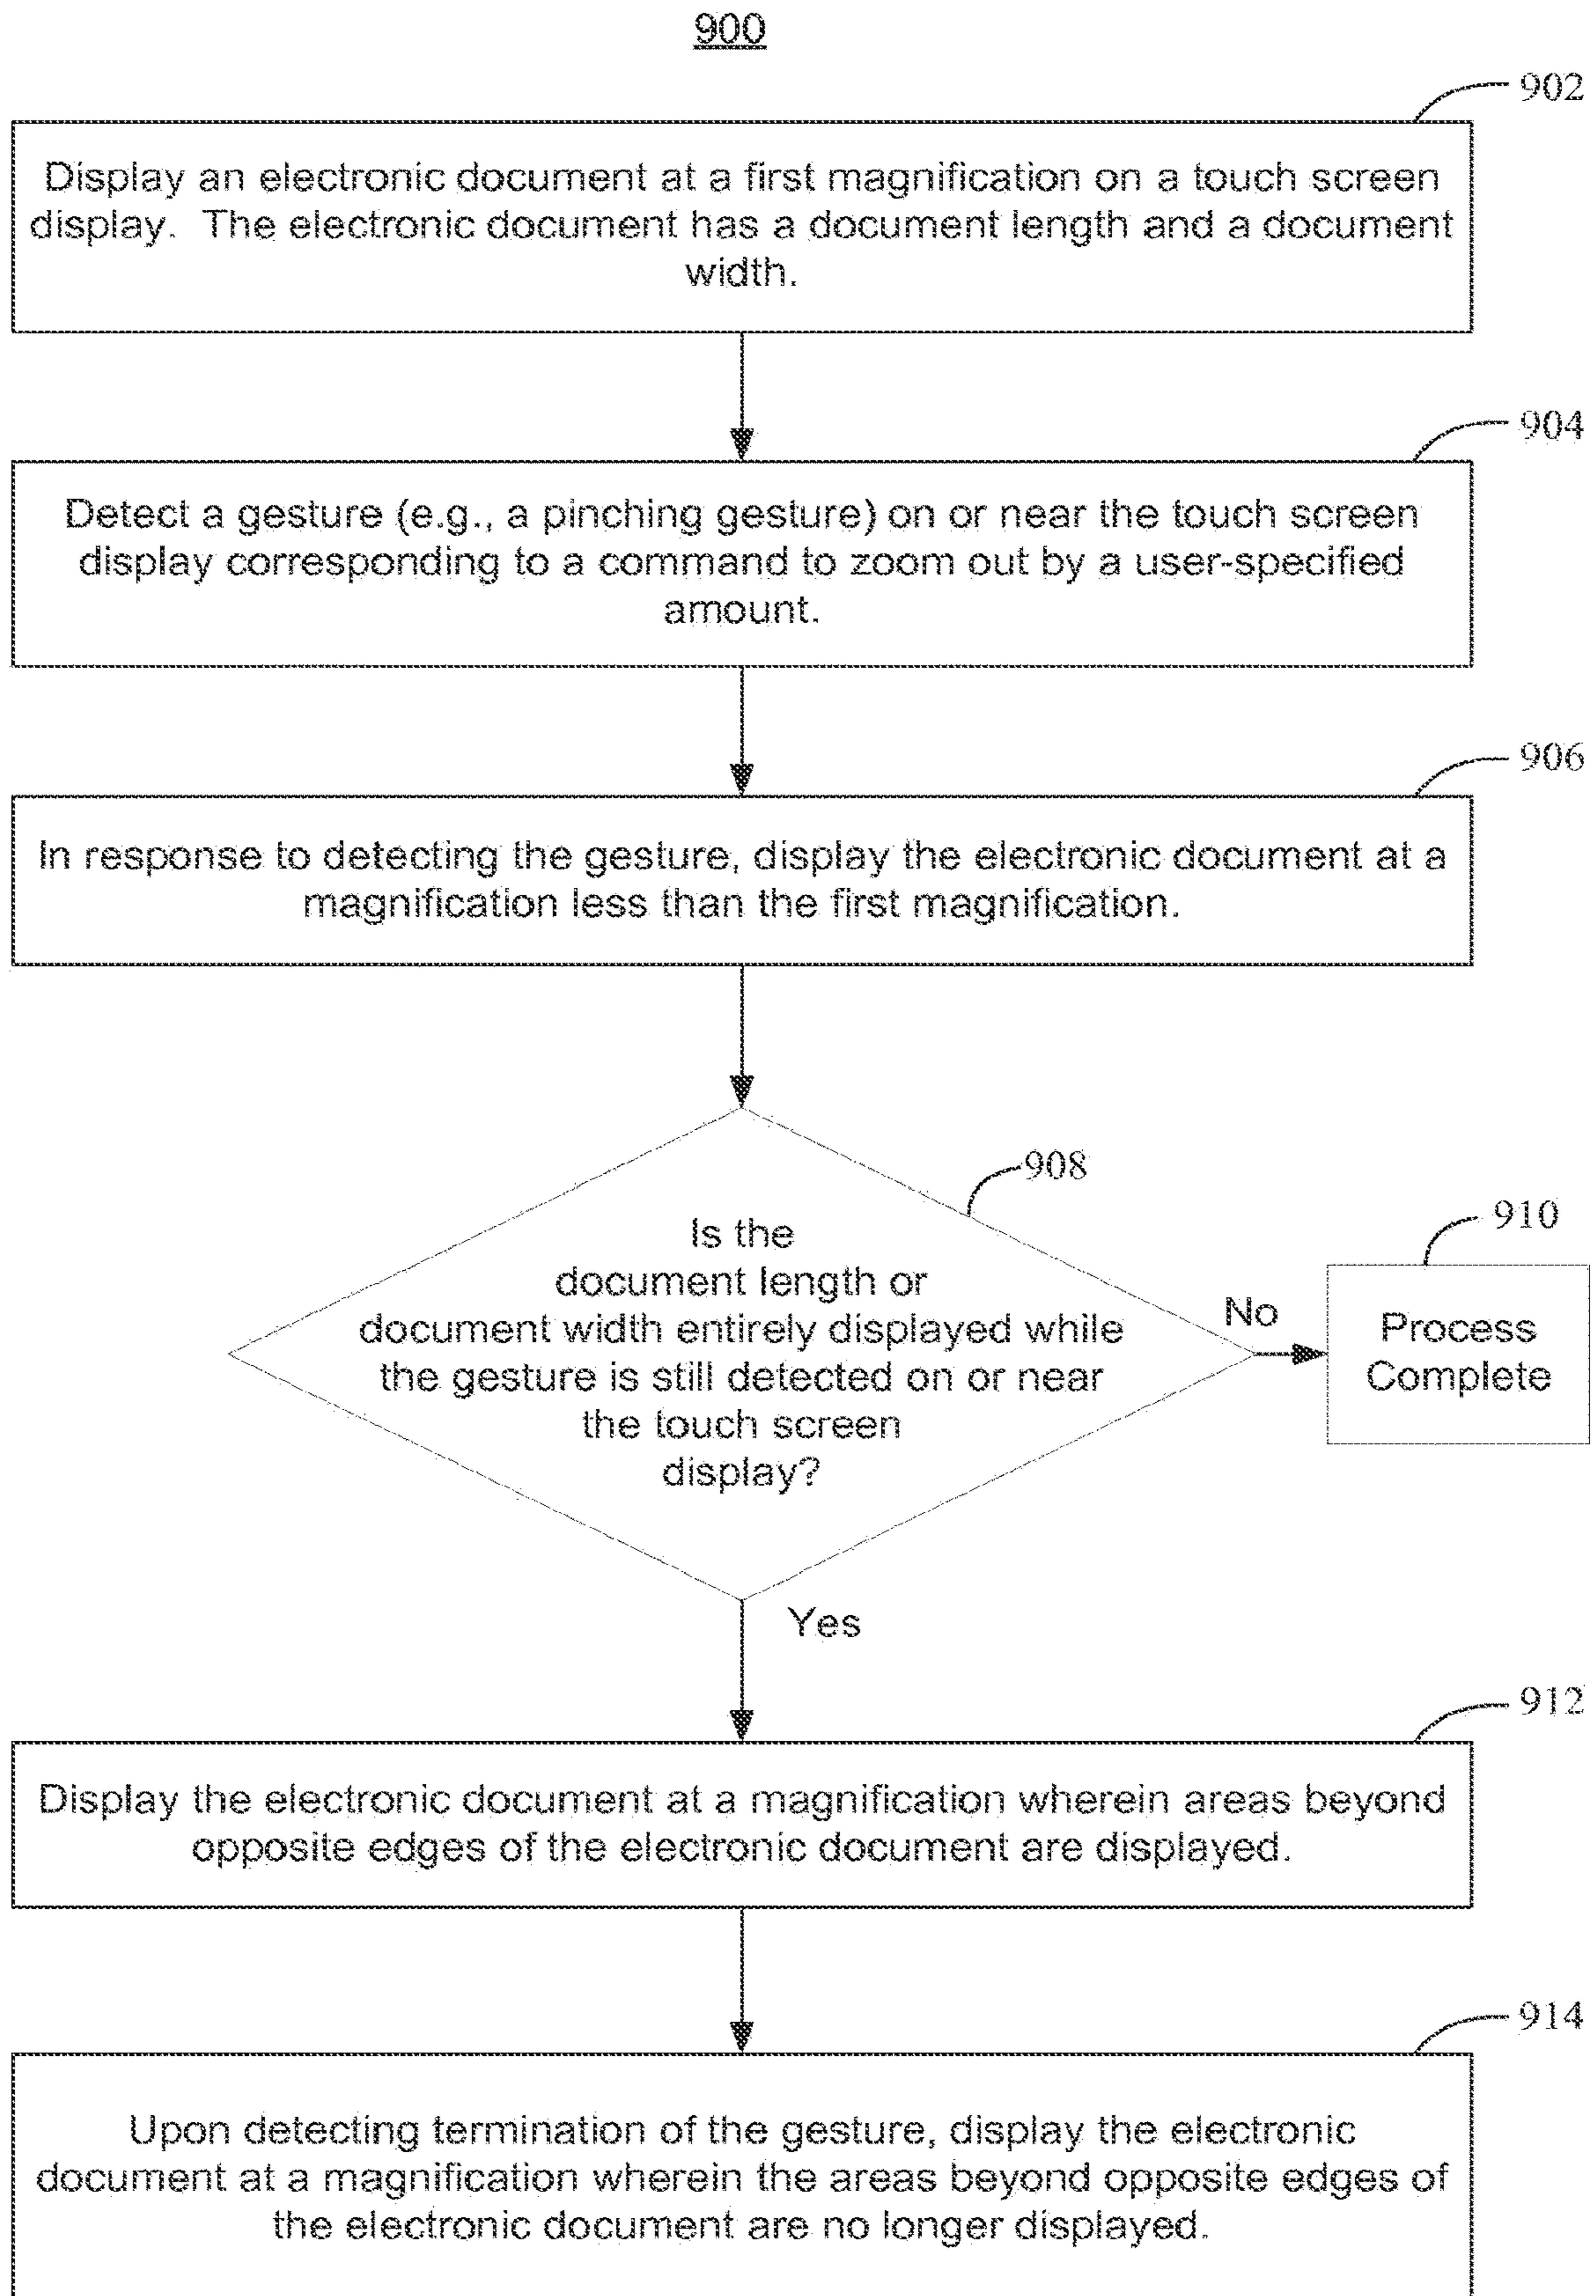 900
902
Display an electronic document at a first magnification on a touch screen
display.  The electronic document has a document length and a document
width.
904
Detect a gesture (e.g., a pinching gesture) on or near the touch screen
display corresponding to a command to zoom out by a user-specified
amount.
906
In response to detecting the gesture, display the electronic document at a
magnification less than the first magnification.
908
Is the
document length or
document width entirely displayed while
the gesture is still detected on or near
the touch screen
display?
No
910
Process
Complete
Yes
912
Display the electronic document at a magnification wherein areas beyond
opposite edges of the electronic document are displayed.
914
Upon detecting termination of the gesture, display the electronic
document at a magnification wherein the areas beyond opposite edges of
the electronic document are no longer displayed.